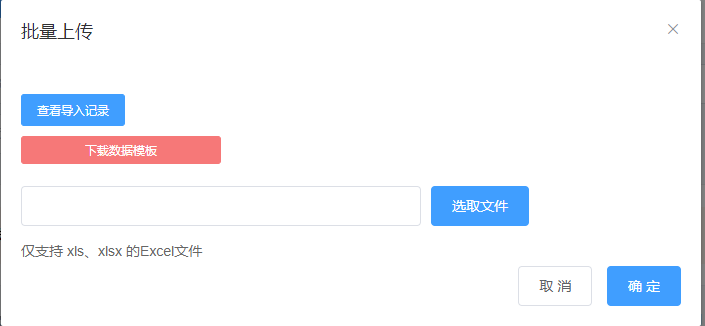 批量上传
查看导入记录
下载数据模板
选取文件
仅支持 xls、xlsx 的Excel文件
取 消
确 定